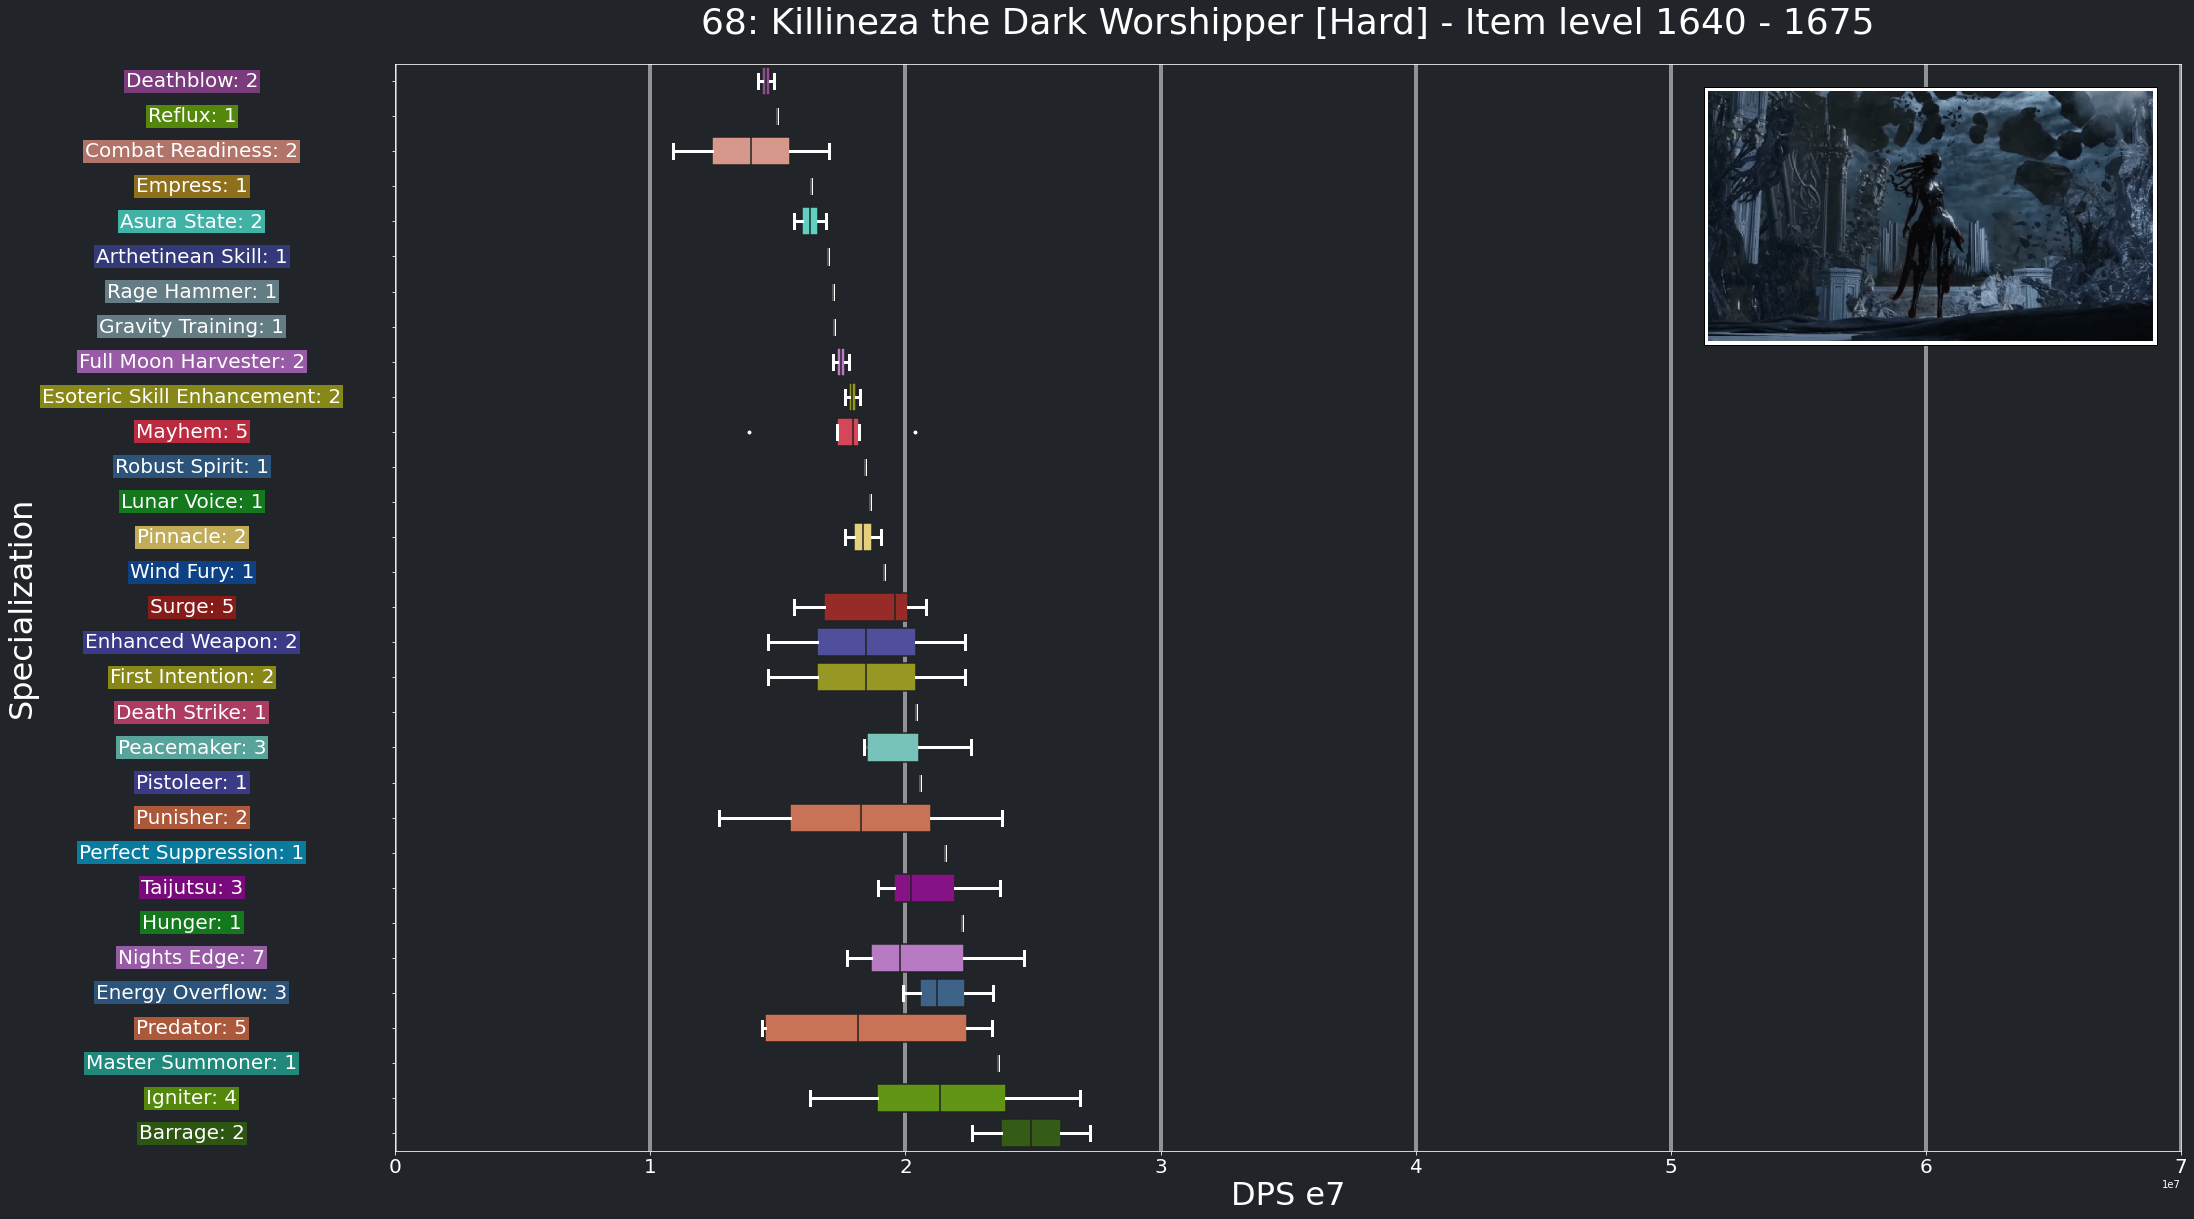 68: Killineza the Dark Worshipper [Hard] - Item level 1640 - 1675
Specialization
Deathblow: 2
Reflux: 1
Combat Readiness: 2
Empress: 1
Asura State: 2
Arthetinean Skill: 1
Rage Hammer: 1
Gravity Training: 1
Full Moon Harvester: 2
Esoteric Skill Enhancement: 2
Mayhem: 5
Robust Spirit: 1
Lunar Voice: 1
Pinnacle: 2
Wind Fury: 1
Surge: 5
Enhanced Weapon: 2
First Intention: 2
Death Strike: 1
Peacemaker: 3
Pistoleer: 1
Punisher: 2
Perfect Suppression: 1
Taijutsu: 3
Hunger: 1
Nights Edge: 7
Energy Overflow: 3
Predator: 5
Master Summoner: 1
Igniter: 4
Barrage: 2
0 1 2 3 4 5 6 7
1e7
DPS e7